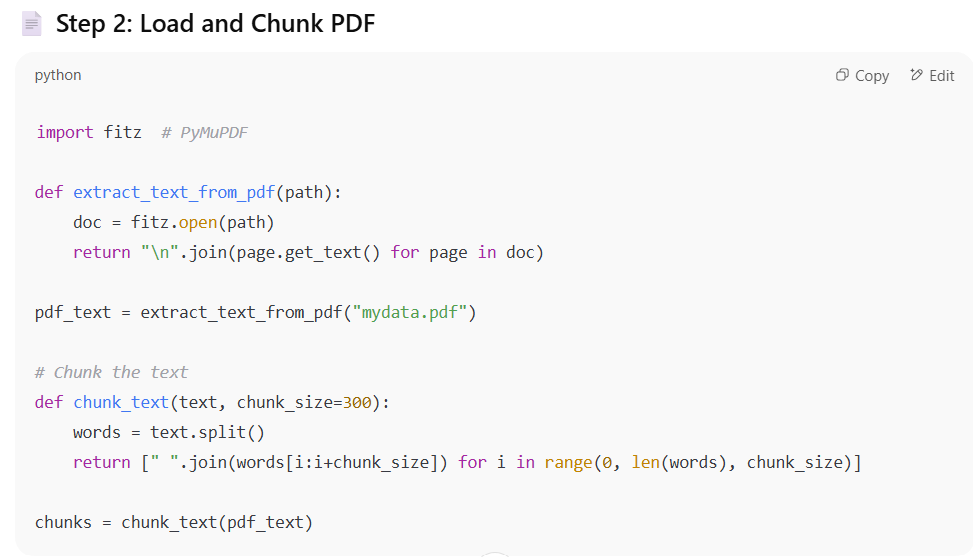 Step 2: Load and Chunk PDF
python
Copy
Edit
import fitz  # PyMuPDF
def extract_text_from_pdf(path):
    doc = fitz.open(path)
    return "\n".join(page.get_text() for page in doc)
pdf_text = extract_text_from_pdf("mydata.pdf")
# Chunk the text
def chunk_text(text, chunk_size=300):
    words = text.split()
    return [" ".join(words[i:i+chunk_size]) for i in range(0, len(words), chunk_size)]
chunks = chunk_text(pdf_text)